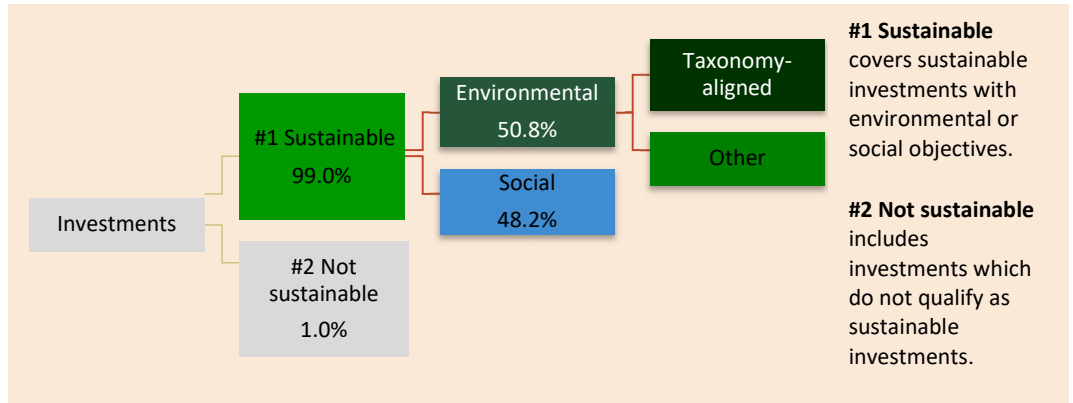 Investments
#1 Sustainable
99.0%
#2 Not
sustainable
1.0%
Environmental
50.8%
Social
48.2%
Taxonomy-
aligned
Other
#1 Sustainable
covers sustainable
investments with
environmental or
social objectives.
#2 Not sustainable
includes
investments which
do not qualify as
sustainable
investments.